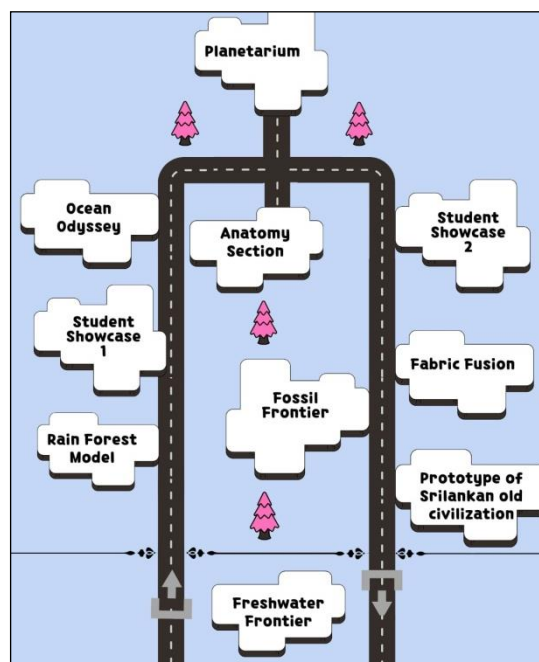 Planetarium
Ocean
Odyssey
Anatomy
Section
Student
Showcase
2
Student
Showcase
1
Fabric Fusion
Fossil
Frontier
Rain Forest
Model
Prototype of
Srilankan old
civilization
Freshwater
Frontier